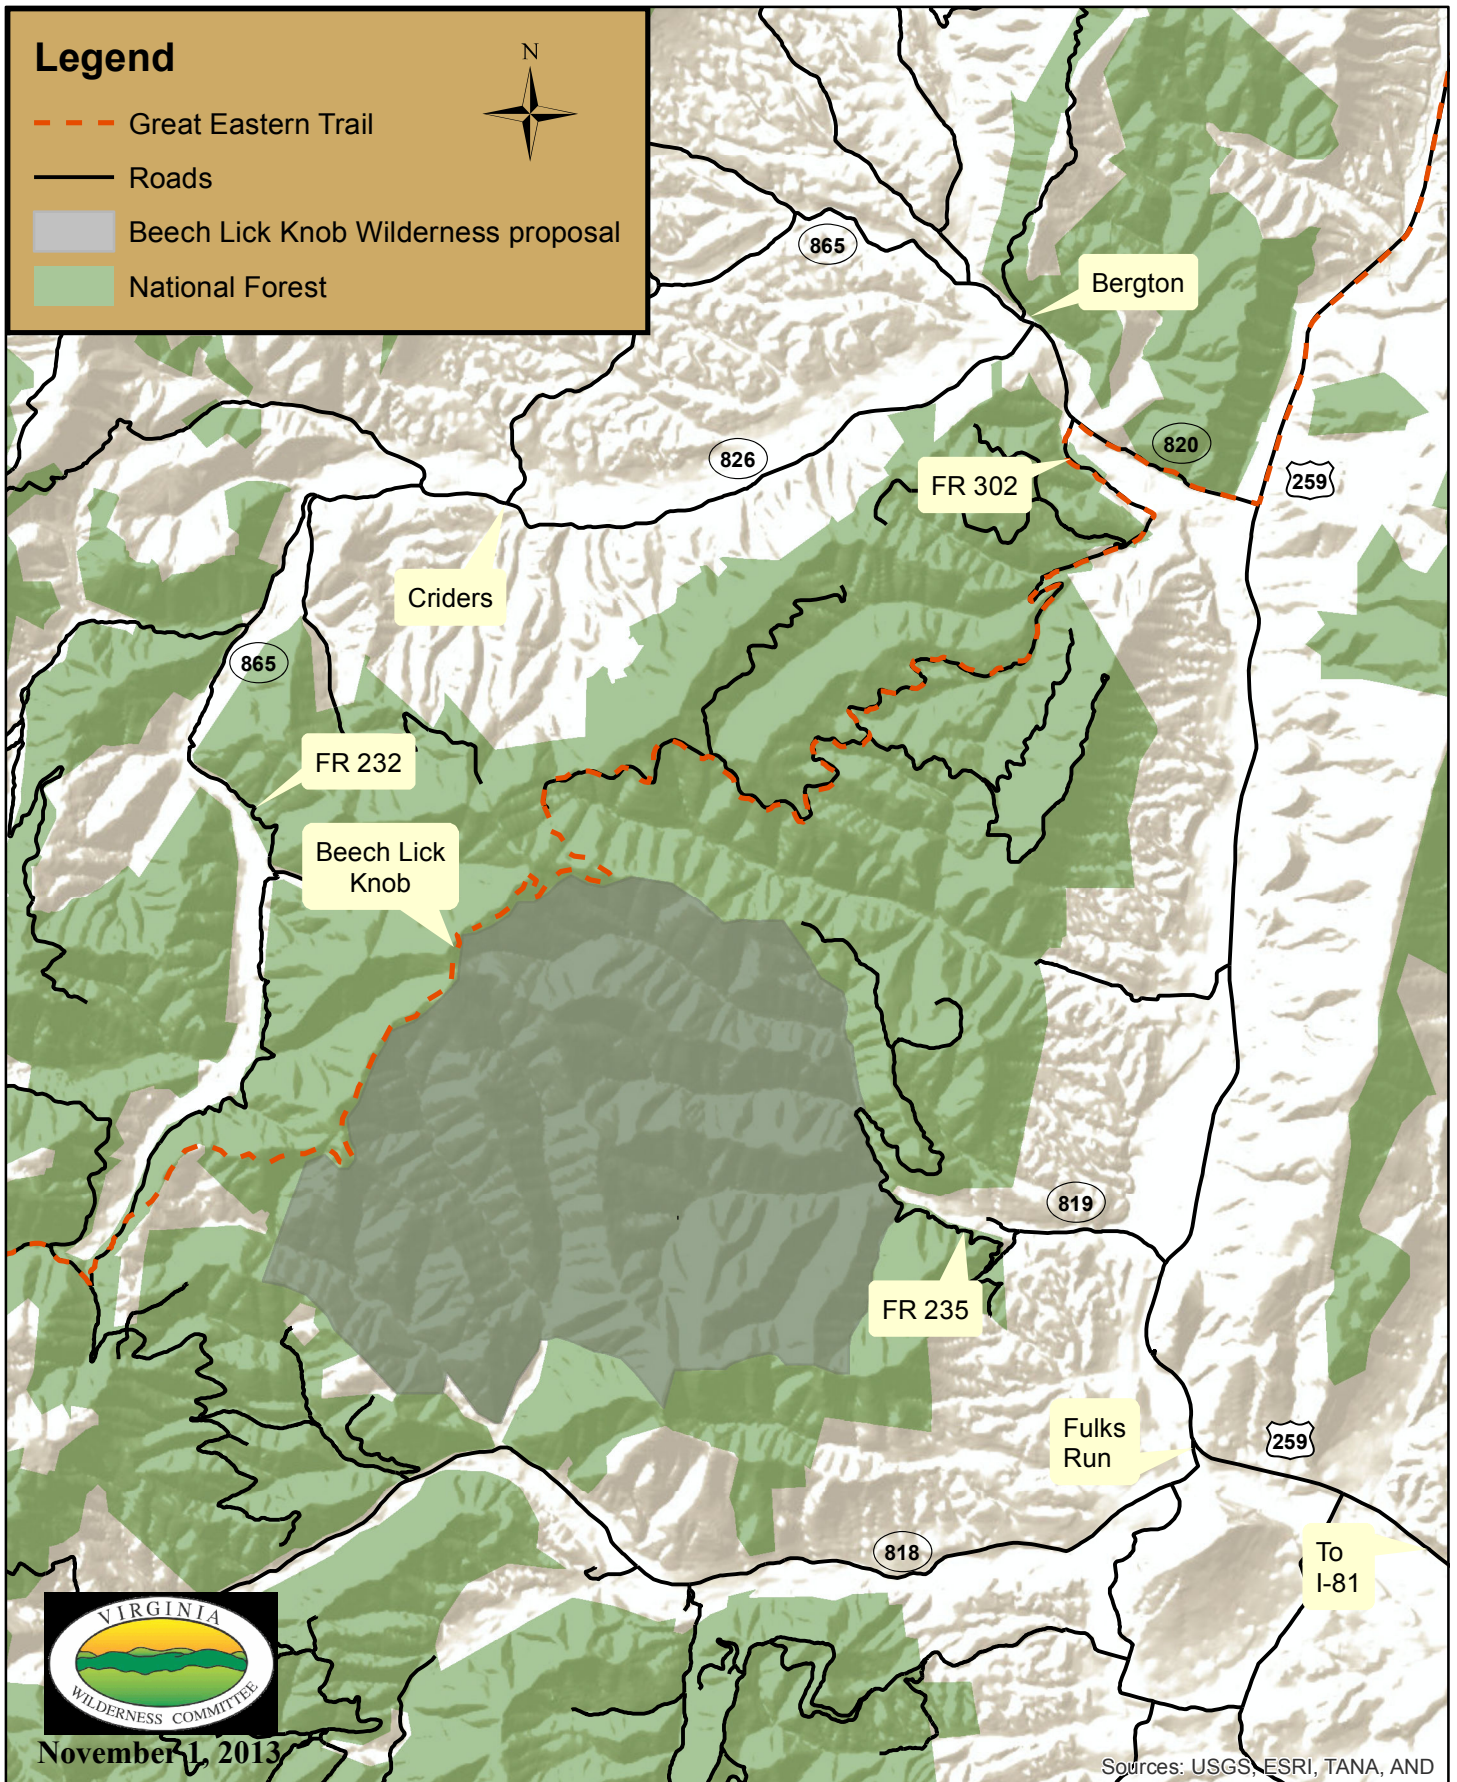 Legend
N
Great Eastern Trail
Roads
Beech Lick Knob Wilderness proposal
National Forest
865
Bergton
820
826
FR 302
259
Criders
865
FR 232
Beech Lick
Knob
819
FR 235
Fulks
Run
259
818
To
I-81
VIRGINIA
WILDERNESS COMMITTEE
November 1, 2013
Sources: USGS, ESRI, TANA, AND